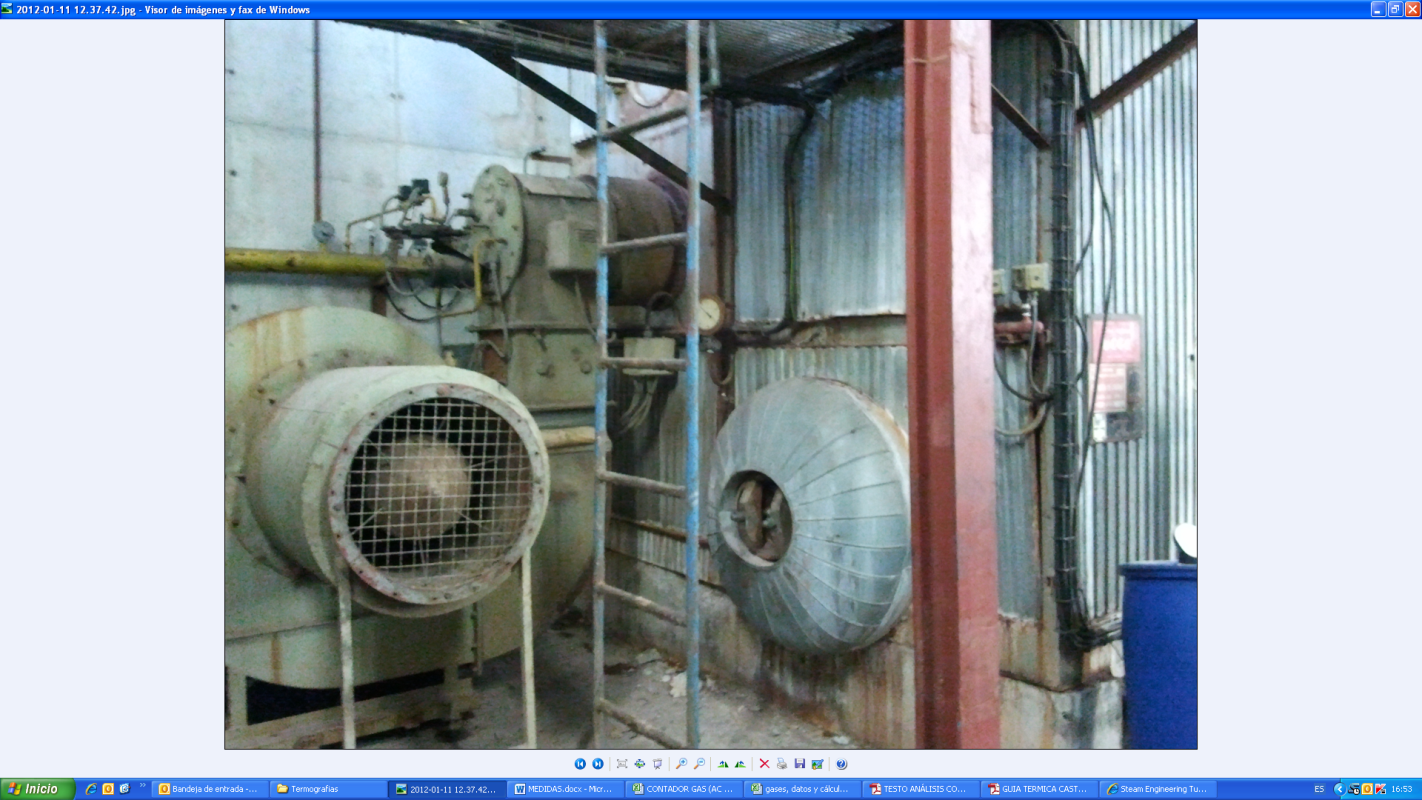 2012-01-11 12.37.42.jpg - Visor de imágenes y fax de Windows
Inicio
Bandeja de entrada -...
Termografias
2012-01-11 12.37.42...
MEDIDAS.docx - Micr...
CONTADOR GAS (AC ...
gases, datos y cálcul...
TESTO ANÁLISIS CO...
GUIA TERMICA CAST...
Steam Engineering Tu...
ES
16:53